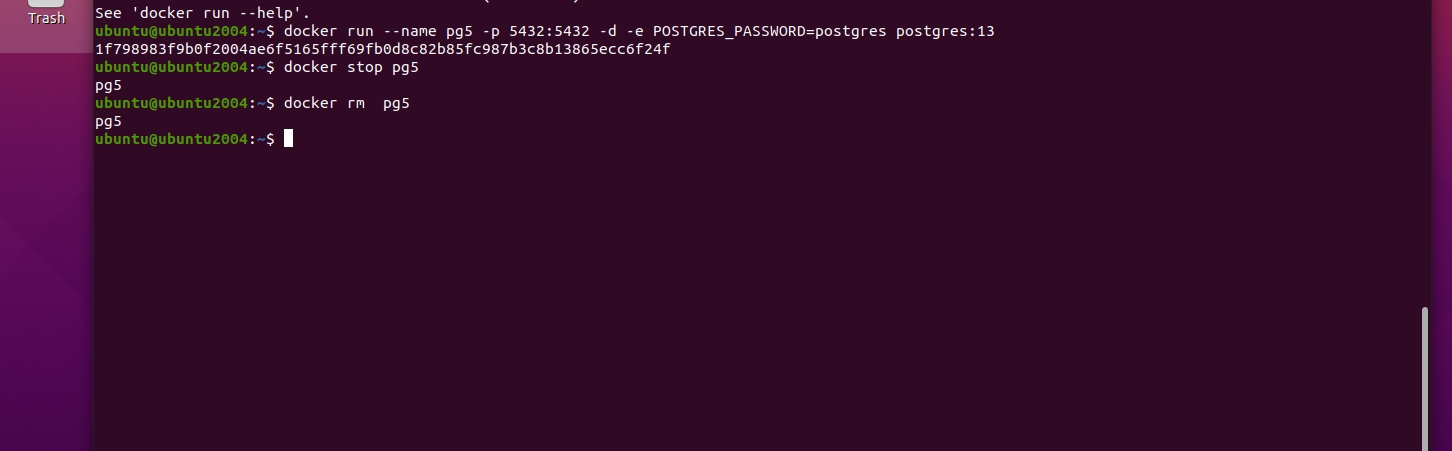 Trash
See 'docker run --help'.
ubuntu@ubuntu2004:~$ docker run --name pg5 -p 5432:5432 -d -e POSTGRES_PASSWORD=postgres postgres:13
1f798983f9b0f2004ae6f5165fff69fb0d8c82b85fc987b3c8b13865ecc6f24f
ubuntu@ubuntu2004:~$ docker stop pg5
pg5
ubuntu@ubuntu2004:~$ docker rm  pg5
pg5
ubuntu@ubuntu2004:~$